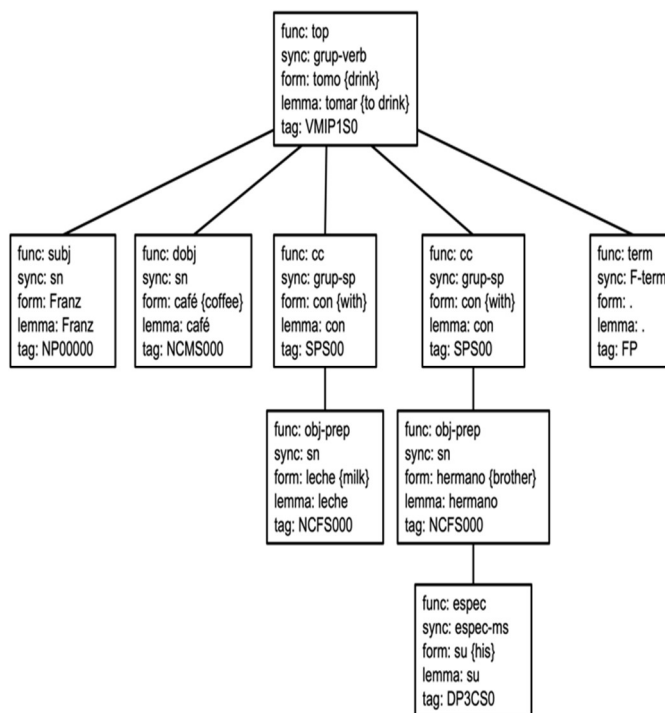 func: top
sync: grup-verb
form: tomo {drink}
lemma: tomar {to drink}
tag: VMIP1S0
func: subj
sync: sn
form: Franz
lemma: Franz
tag: NP00000
func: dobj
sync: sn
form: café {coffee}
lemma: café
tag: NCMS000
func: cc
sync: grup-sp
form: con {with}
lemma: con
tag: SPS00
func: cc
sync: grup-sp
form: con {with}
lemma: con
tag: SPS00
func: term
sync: F-term
form: .
lemma: .
tag: FP
func: obj-prep
sync: sn
form: leche {milk}
lemma: leche
tag: NCFS000
func: obj-prep
sync: sn
form: hermano {brother}
lemma: hermano
tag: NCFS000
func: espec
sync: espec-ms
form: su {his}
lemma: su
tag: DP3CS0